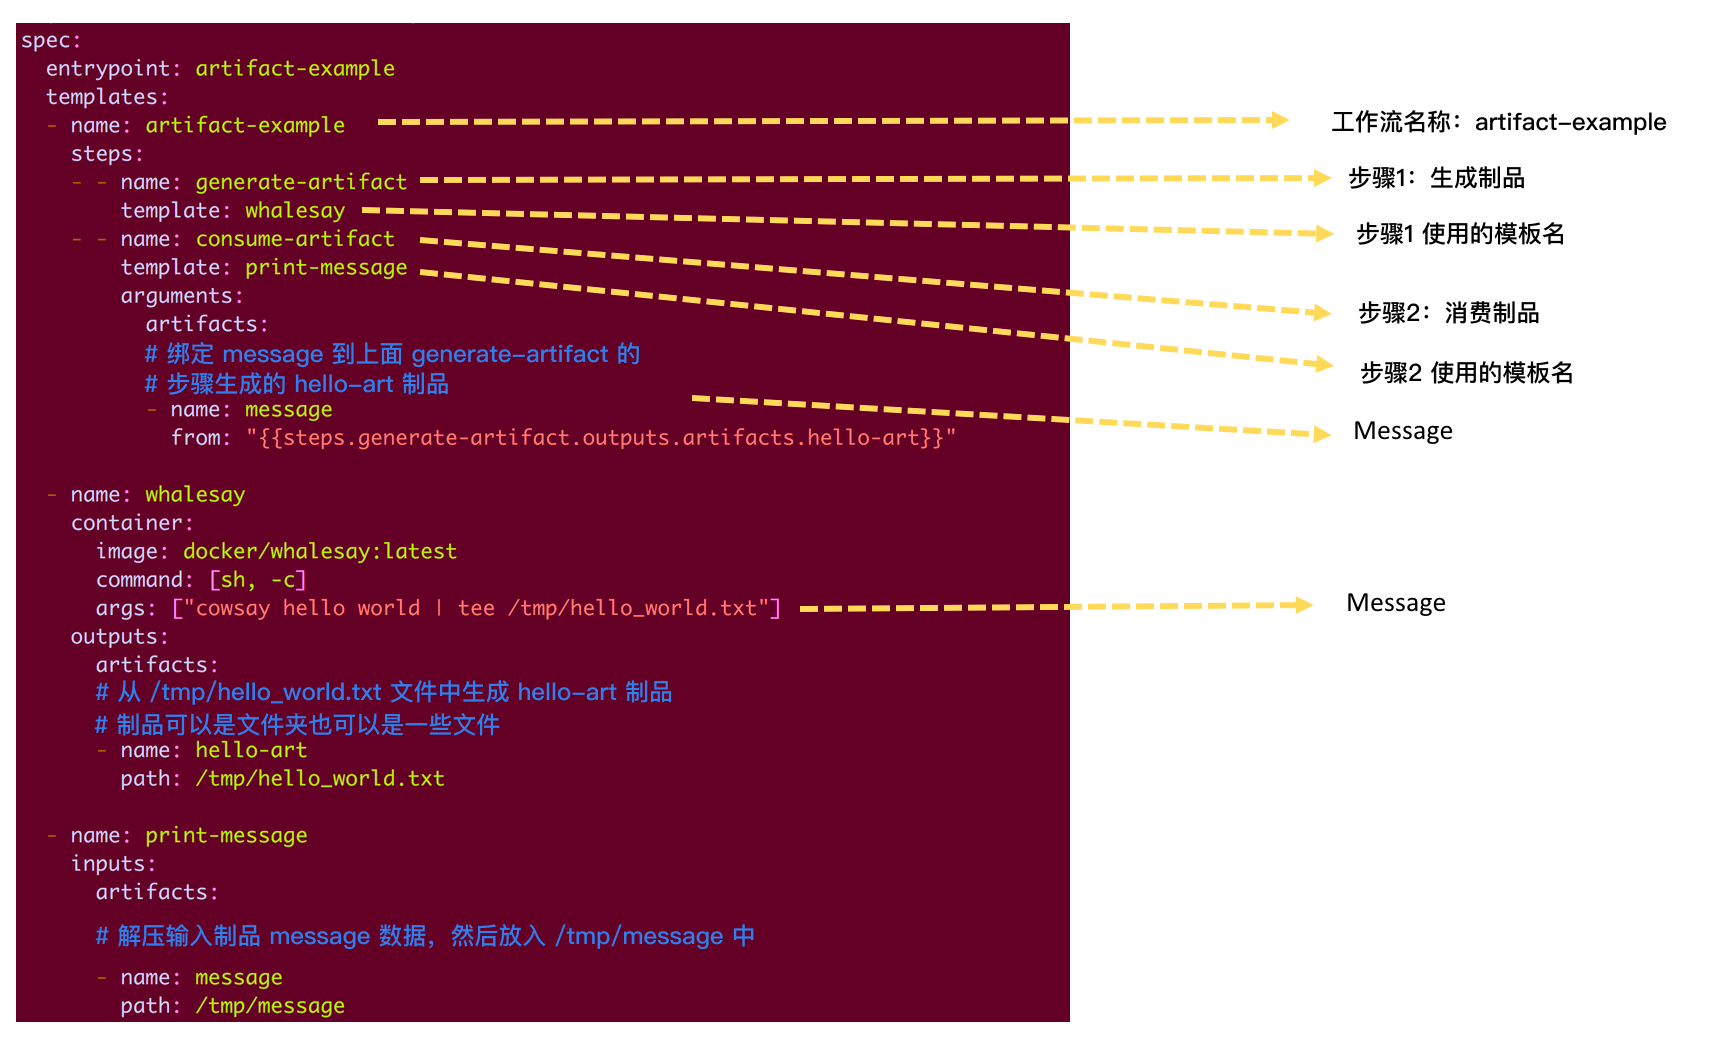 spec:
  entrypoint: artifact-example
  templates:
  - name: artifact-example
    steps:
    - - name: generate-artifact
        template: whalesay
    - - name: consume-artifact
        template: print-message
        arguments:
          artifacts:
          # 绑定 message 到上面 generate-artifact 的
          # 步骤生成的 hello-art 制品
          - name: message
            from: "{{steps.generate-artifact.outputs.artifacts.hello-art}}"

  - name: whalesay
    container:
      image: docker/whalesay:latest
      command: [sh, -c]
      args: ["cowsay hello world | tee /tmp/hello_world.txt"]
    outputs:
      artifacts:
      # 从 /tmp/hello_world.txt 文件中生成 hello-art 制品
      # 制品可以是文件夹也可以是一些文件
      - name: hello-art
        path: /tmp/hello_world.txt

  - name: print-message
    inputs:
      artifacts:
      # 解压输入制品 message 数据，然后放入 /tmp/message 中
      - name: message
        path: /tmp/message
工作流名称：artifact-example
步骤1：生成制品
步骤1 使用的模板名
步骤2：消费制品
步骤2 使用的模板名
Message
Message